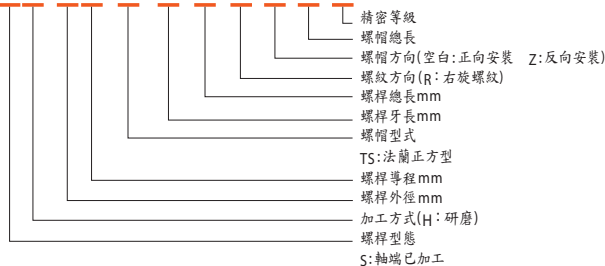 精密等級
螺帽總長
螺帽方向(空白:正向安裝 Z:反向安裝)
螺紋方向(R:右旋螺紋)
螺桿總長mm
螺桿牙長mm
螺帽型式
TS:法蘭正方型
螺桿導程mm
螺桿外徑mm
加工方式(H:研磨)
螺桿型態
S:軸端已加工